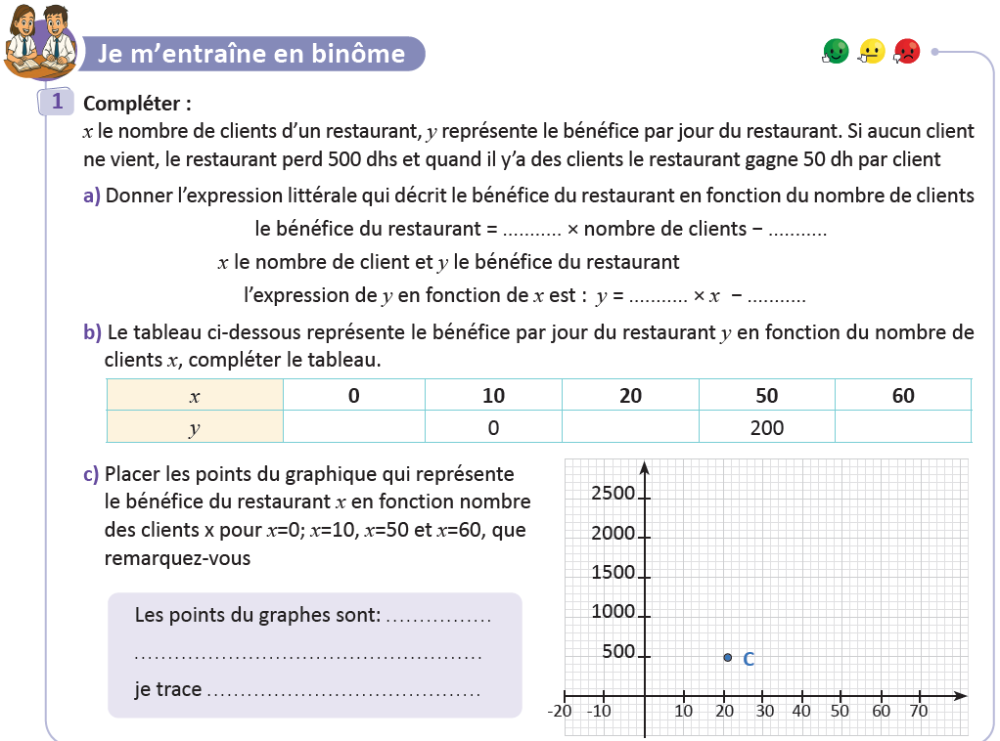 Je m’entraîne en binôme
1 Compléter :
x le nombre de clients d’un restaurant, y représente le bénéfice par jour du restaurant. Si aucun client
ne vient, le restaurant perd 500 dhs et quand il y’a des clients le restaurant gagne 50 dh par client
a) Donner l’expression littérale qui décrit le bénéfice du restaurant en fonction du nombre de clients
le bénéfice du restaurant = ........... × nombre de clients − ...........
x le nombre de client et y le bénéfice du restaurant
l’expression de y en fonction de x est : y = ........... × x − ...........
b) Le tableau ci-dessous représente le bénéfice par jour du restaurant y en fonction du nombre de
clients x, compléter le tableau.
x 0 10 20 50 60
y 0 200
c) Placer les points du graphique qui représente
le bénéfice du restaurant x en fonction nombre
des clients x pour x=0; x=10, x=50 et x=60, que
remarquez-vous
Les points du graphes sont: ................
....................................................
je trace .........................................
2500
2000
1500
1000
500
C
-20 -10 10 20 30 40 50 60 70